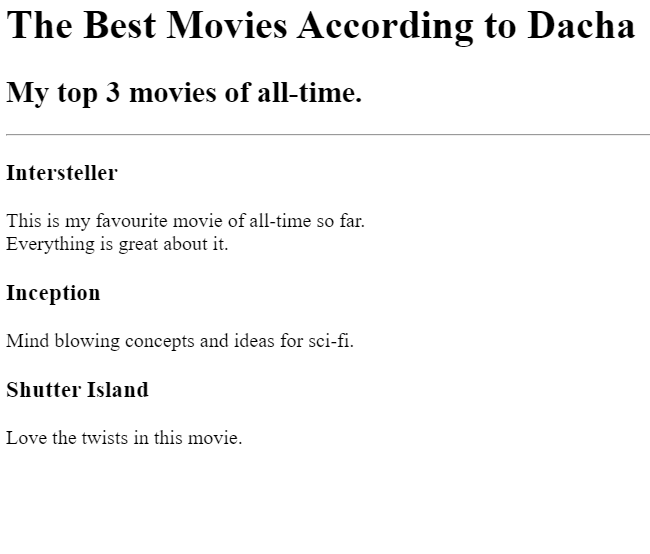 The Best Movies According to Dacha
My top 3 movies of all-time.
Intersteller
This is my favourite movie of all-time so far.
Everything is great about it.
Inception
Mind blowing concepts and ideas for sci-fi.
Shutter Island
Love the twists in this movie.